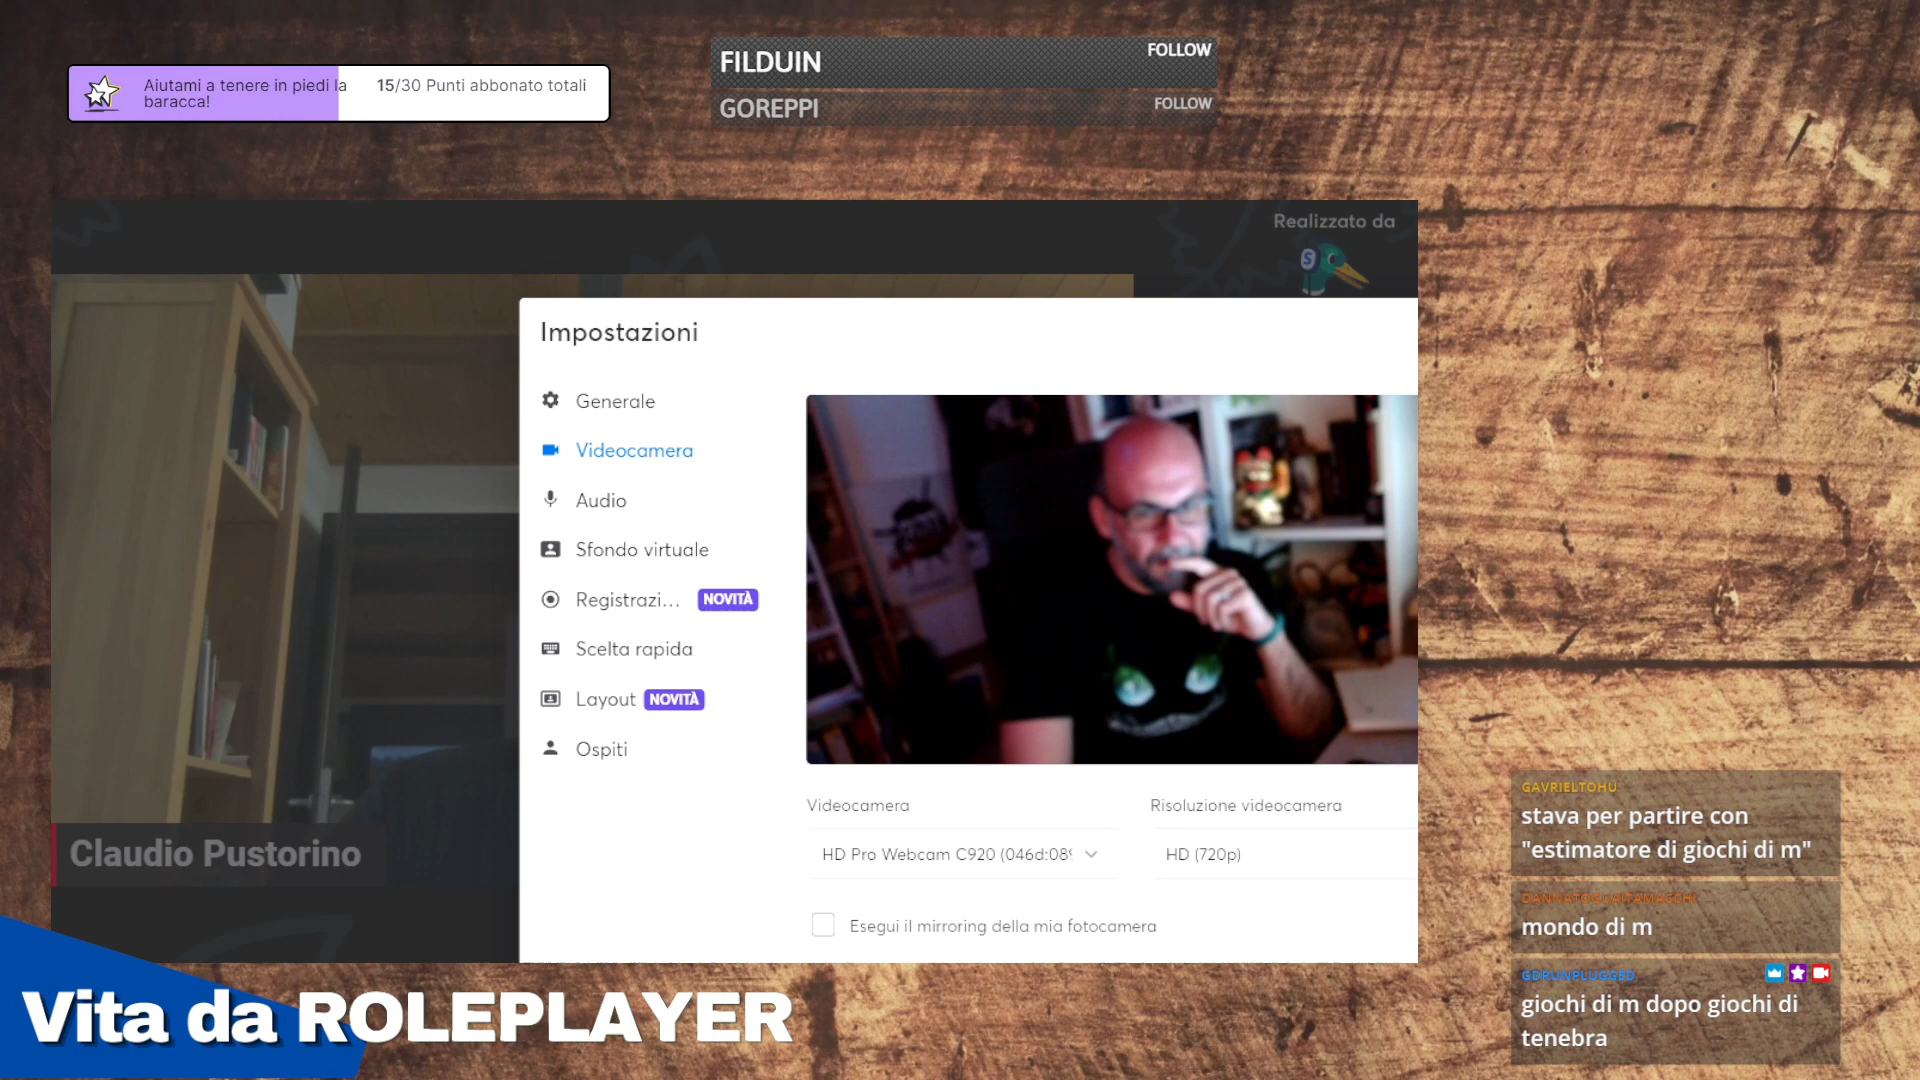 Aiutami a tenere in piedi la
baracca!
15/30 Punti abbonato totali
FILDUIN
FOLLOW
GOREPPI
FOLLOW
Realizzato da
S
Impostazioni
Generale
Videocamera
Audio
Sfondo virtuale
Registrazi... NOVITÀ
Scelta rapida
Layout NOVITÀ
Ospiti
Videocamera
Risoluzione videocamera
HD Pro Webcam C920 (046d:089
HD (720p)
Esegui il mirroring della mia fotocamera
Claudio Pustorino
Vita da ROLEPLAYER
GAVRIELTOHU
stava per partire con
"estimatore di giochi di m"
mondo di m
GDRUNPLUGGED
giochi di m dopo giochi di
tenebra